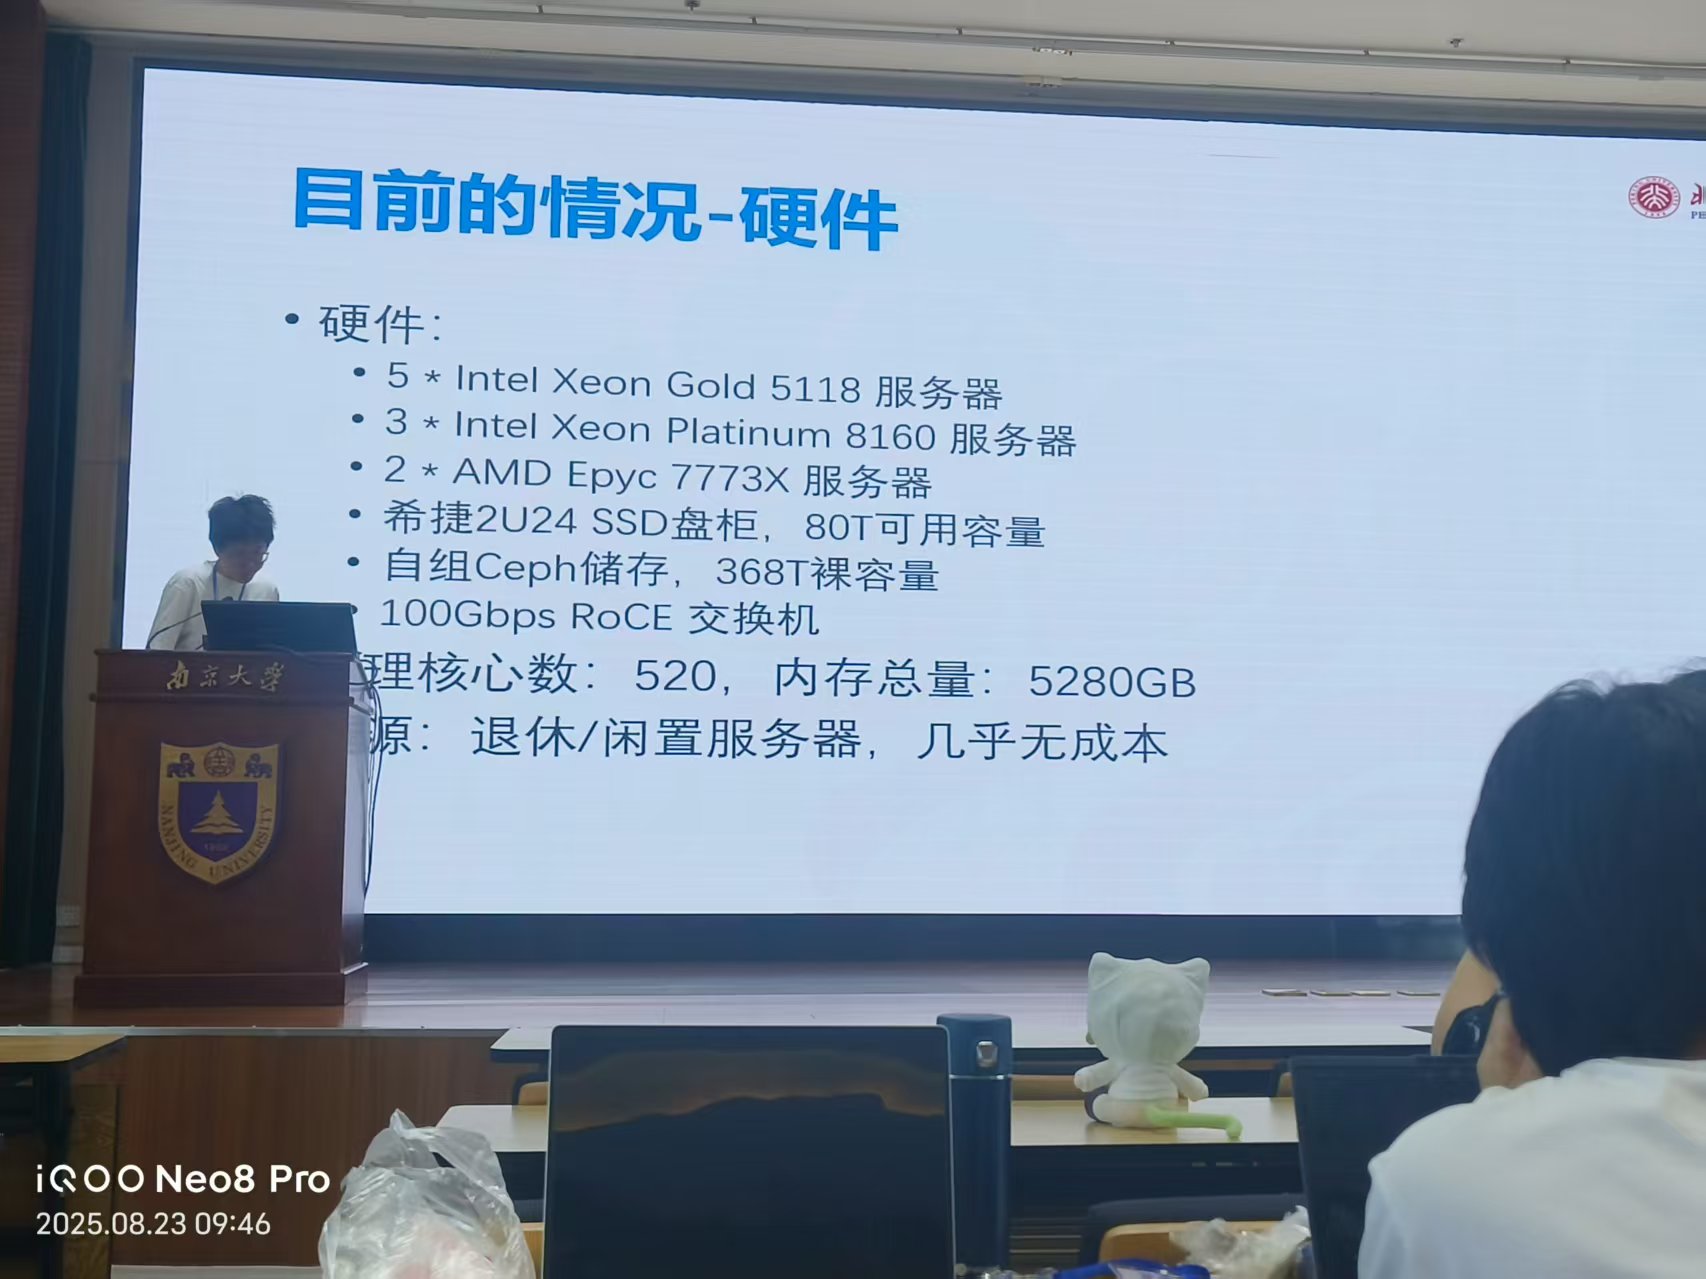 目前的情况-硬件
• 硬件：
• 5 * Intel Xeon Gold 5118 服务器
• 3 * Intel Xeon Platinum 8160 服务器
• 2 * AMD Epyc 7773X 服务器
• 希捷2U24 SSD盘柜，80T可用容量
• 自组Ceph储存，368T裸容量
• 100Gbps RoCE 交换机
理核心数：520，内存总量：5280GB
源：退休/闲置服务器，几乎无成本
PE
南京大学
NANJING UNIVERSITY
1902
iQOO Neo8 Pro
2025.08.23 09:46